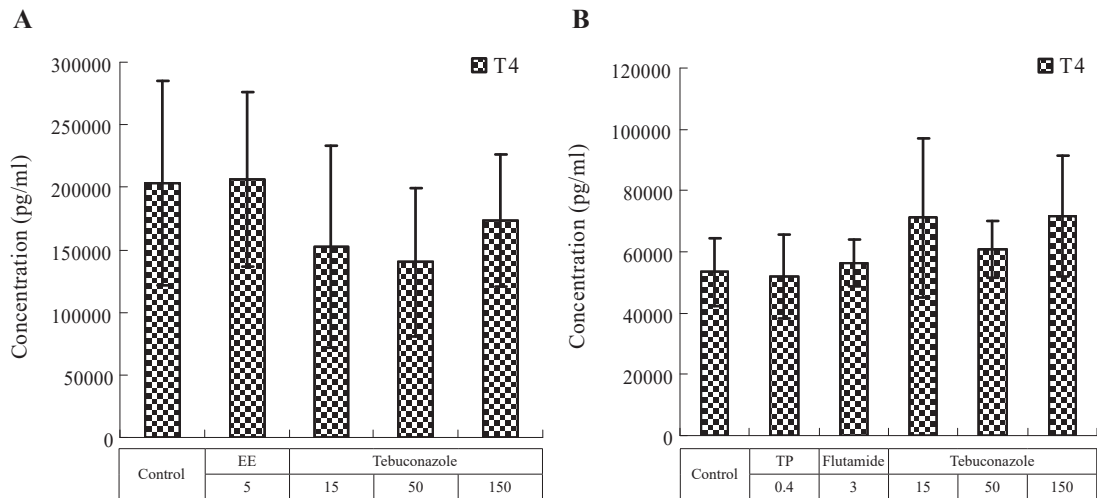 A
Concentration (pg/ml)
300000
250000
200000
150000
100000
50000
0
T4
Control
EE
Tebuconazole
5
15
50
150
B
Concentration (pg/ml)
120000
100000
80000
60000
40000
20000
0
T4
Control
TP
Flutamide
Tebuconazole
0.4
3
15
50
150